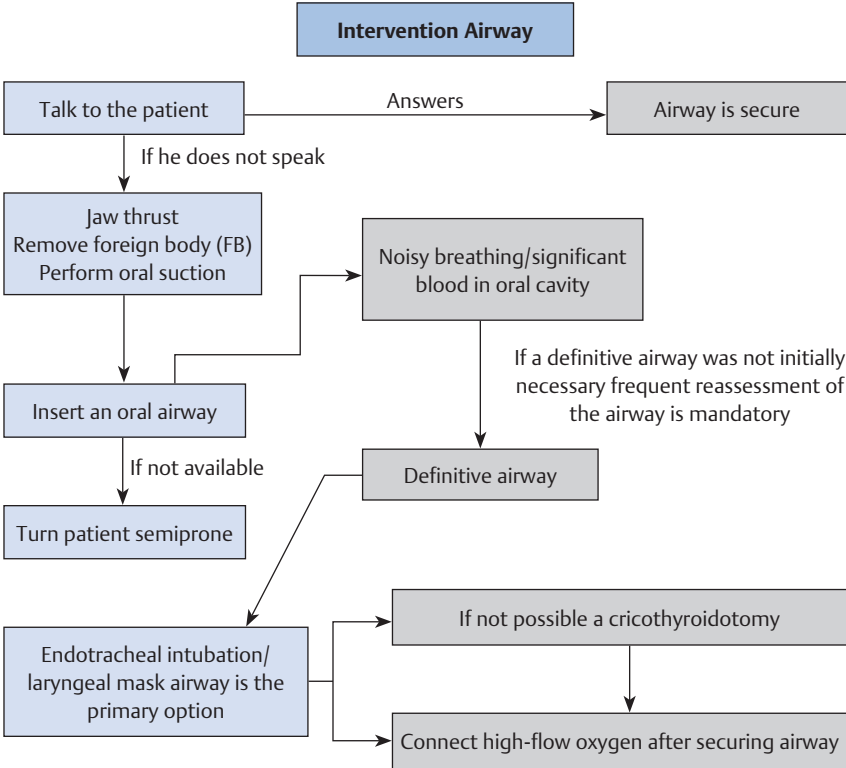 Intervention Airway
Talk to the patient
Answers
Airway is secure
If he does not speak
Jaw thrust
Remove foreign body (FB)
Perform oral suction
Noisy breathing/significant
blood in oral cavity
If a definitive airway was not initially
necessary frequent reassessment of
the airway is mandatory
Insert an oral airway
If not available
Definitive airway
Turn patient semiprone
Endotracheal intubation/
laryngeal mask airway is the
primary option
If not possible a cricothyroidotomy
Connect high-flow oxygen after securing airway